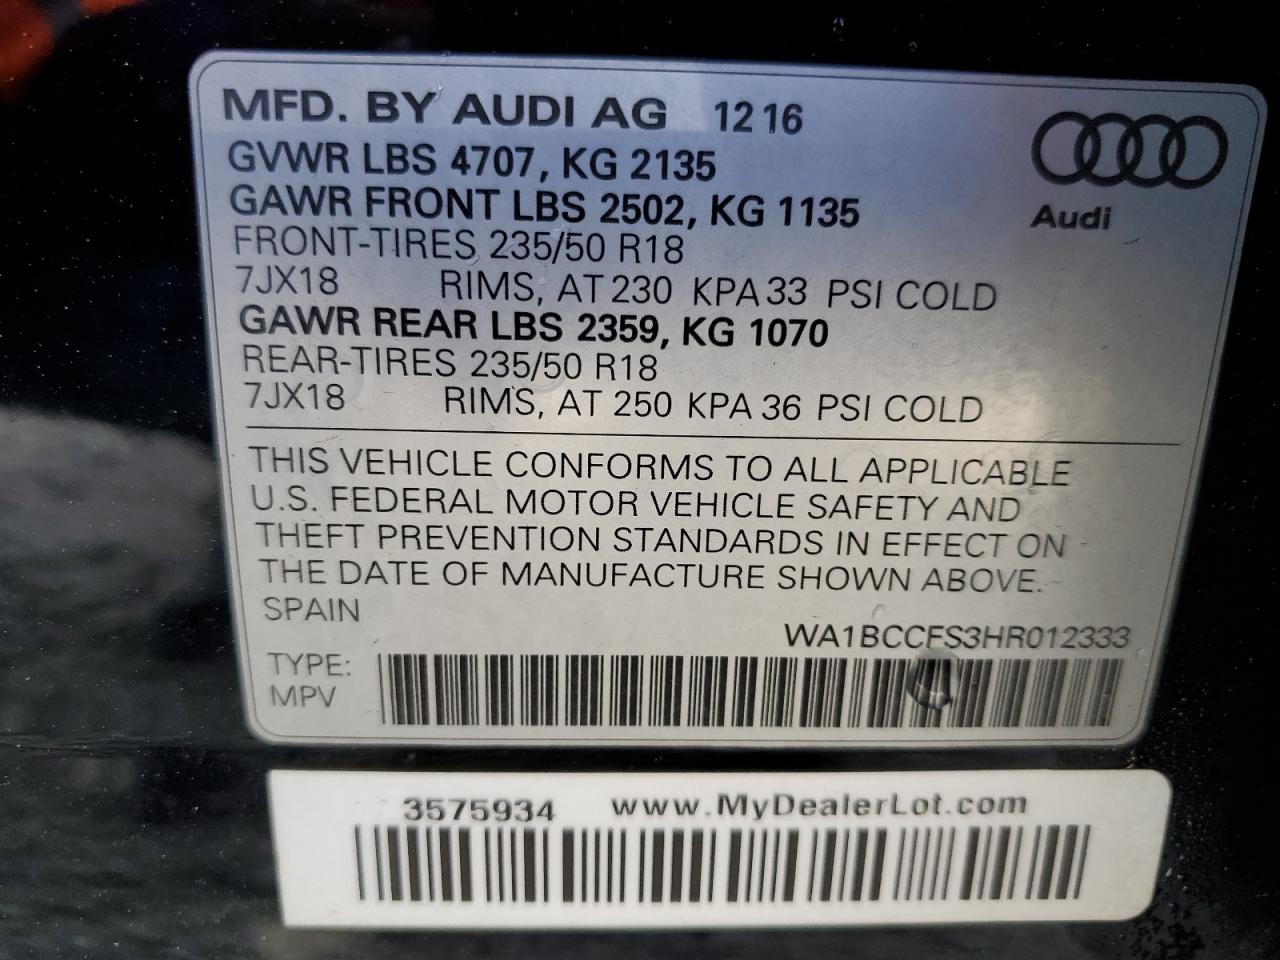 MFD. BY AUDI AG 12 16
GVWR LBS 4707, KG 2135
GAWR FRONT LBS 2502, KG 1135
Audi
FRONT-TIRES 235/50 R18
7JX18 RIMS, AT 230 KPA 33 PSI COLD
GAWR REAR LBS 2359, KG 1070
REAR-TIRES 235/50 R18
7JX18 RIMS, AT 250 KPA 36 PSI COLD
THIS VEHICLE CONFORMS TO ALL APPLICABLE
U.S. FEDERAL MOTOR VEHICLE SAFETY AND
THEFT PREVENTION STANDARDS IN EFFECT ON
THE DATE OF MANUFACTURE SHOWN ABOVE.
SPAIN
WA1BCCFS3HR012333
TYPE:
MPV
3575934 www.MyDealerLot.com